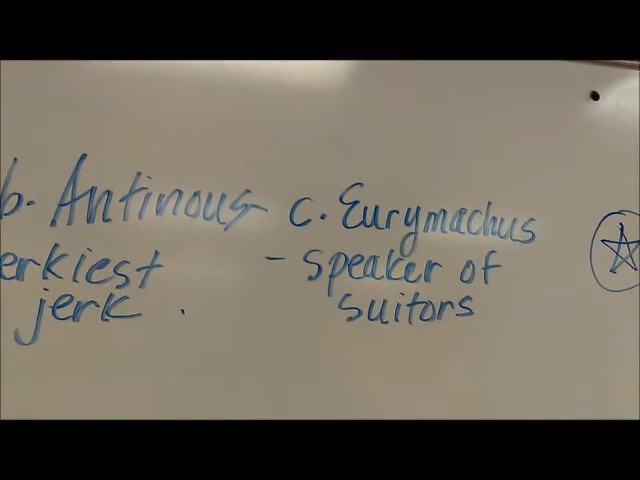 b. Antinous
erkiest
jerk
c. Eurymachus
- speaker of
suitors